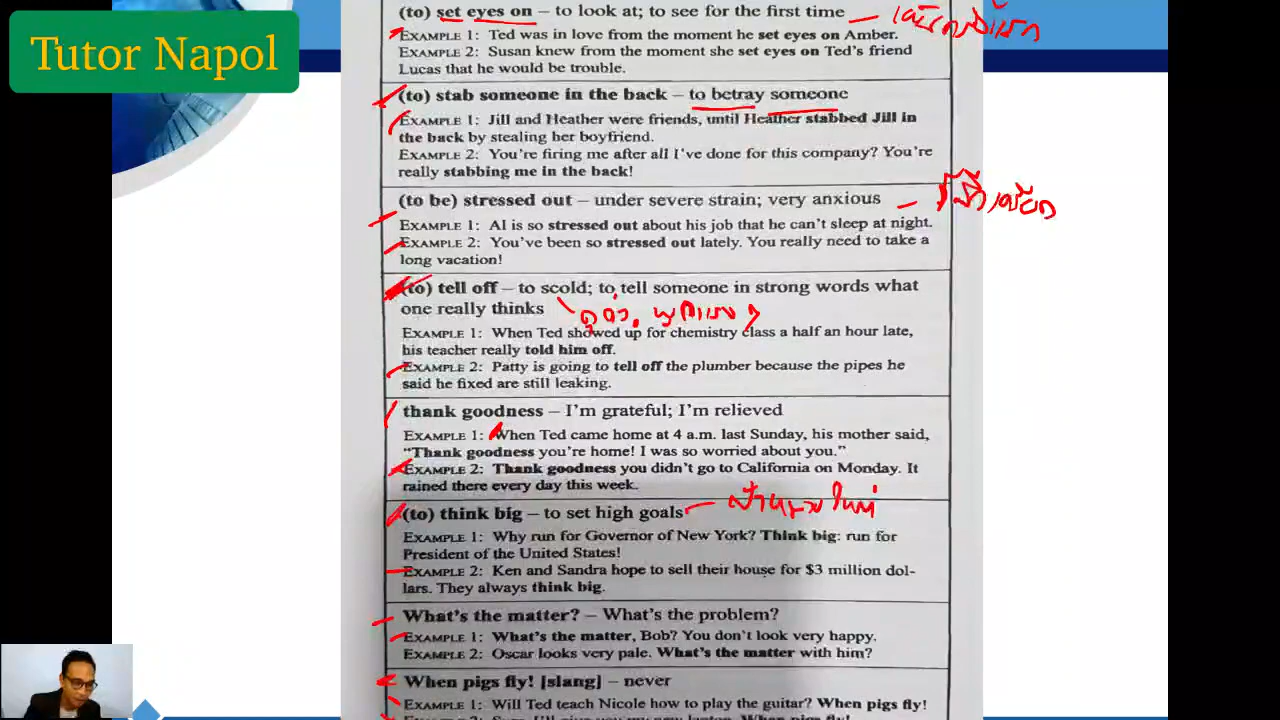 Tutor Napol
(to) set eyes on – to look at; to see for the first time
EXAMPLE 1: Ted was in love from the moment he set eyes on Amber.
EXAMPLE 2: Susan knew from the moment she set eyes on Ted's friend
Lucas that he would be trouble.
(to) stab someone in the back – to betray someone
EXAMPLE 1: Jill and Heather were friends, until Heather stabbed Jill in
the back by stealing her boyfriend.
EXAMPLE 2: You're firing me after all I've done for this company? You're
really stabbing me in the back!
(to be) stressed out – under severe strain; very anxious
EXAMPLE 1: Al is so stressed out about his job that he can't sleep at night.
EXAMPLE 2: You've been so stressed out lately. You really need to take a
long vacation!
(to) tell off – to scold; to tell someone in strong words what
one really thinks
EXAMPLE 1: When Ted showed up for chemistry class a half an hour late,
his teacher really told him off.
EXAMPLE 2: Patty is going to tell off the plumber because the pipes he
said he fixed are still leaking.
thank goodness – I'm grateful; I'm relieved
EXAMPLE 1: When Ted came home at 4 a.m. last Sunday, his mother said,
“Thank goodness you're home! I was so worried about you.”
EXAMPLE 2: Thank goodness you didn't go to California on Monday. It
rained there every day this week.
(to) think big – to set high goals
EXAMPLE 1: Why run for Governor of New York? Think big: run for
President of the United States!
EXAMPLE 2: Ken and Sandra hope to sell their house for $3 million dol-
lars. They always think big.
What's the matter? – What's the problem?
EXAMPLE 1: What's the matter, Bob? You don't look very happy.
EXAMPLE 2: Oscar looks very pale. What's the matter with him?
When pigs fly! [slang] – never
EXAMPLE 1: Will Ted teach Nicole how to play the guitar? When pigs fly!